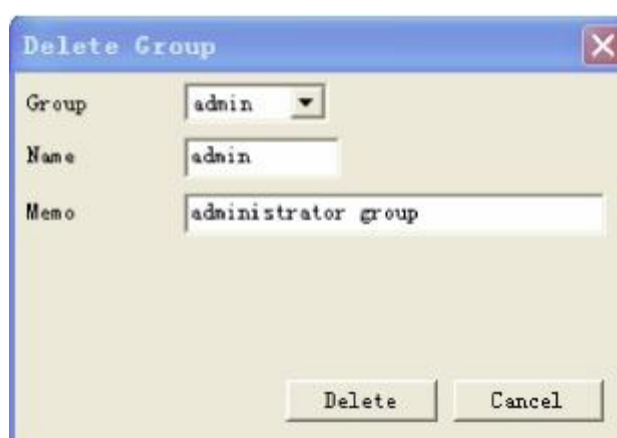 Delete Group
Group admin
Name admin
Memo administrator group
Delete Cancel